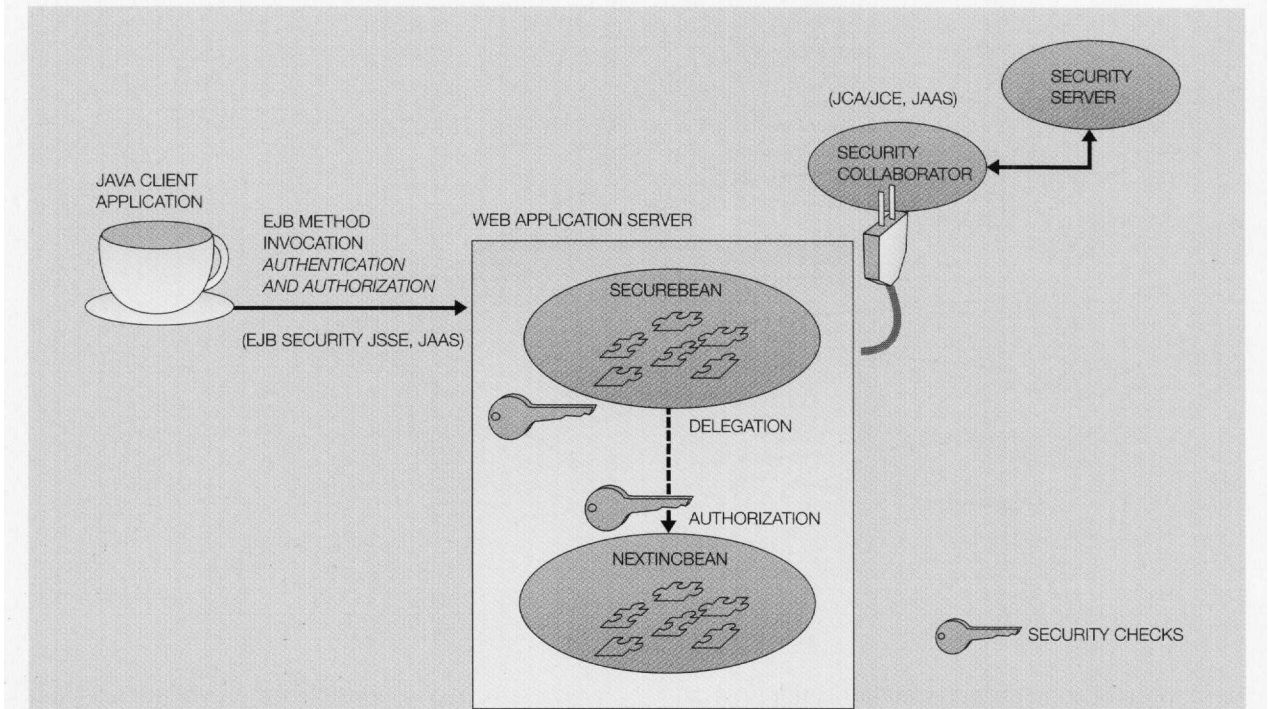 SECURITY
SERVER
(JCA/JCE, JAAS)
SECURITY
COLLABORATOR
JAVA CLIENT
APPLICATION
EJB METHOD
INVOCATION
AUTHENTICATION
AND AUTHORIZATION
(EJB SECURITY JSSE, JAAS)
WEB APPLICATION SERVER
SECUREBEAN
DELEGATION
AUTHORIZATION
NEXTINCBEAN
SECURITY CHECKS